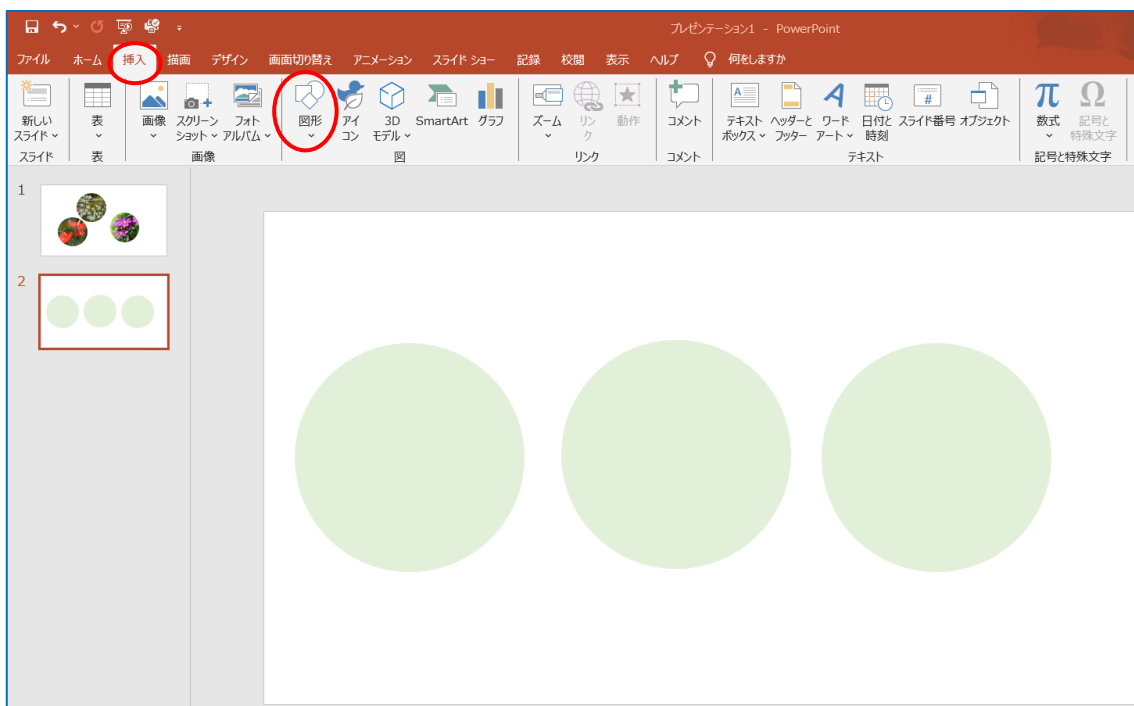 プレゼンテーション1 - PowerPoint
ファイル ホーム 挿入 描画 デザイン 画面切り替え アニメーション スライド ショー 記録 校閲 表示 ヘルプ 何をしますか
新しい スライド
表
画像
スクリーン ショット
フォト アルバム
図形
アイ コン
3D モデル
SmartArt
グラフ
ズーム
リン ク
動作
コメント
テキスト ボックス
ヘッダーと フッター
ワード アート
日付と 時刻
スライド番号
オブジェクト
数式
記号と 特殊文字
スライド 表 画像 図 リンク コメント テキスト 記号と特殊文字
1
2